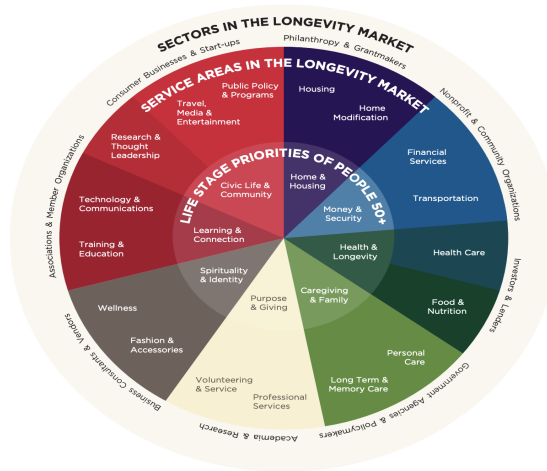 SECTORS IN THE LONGEVITY MARKET
Consumer Businesses & Start-ups
Philanthropy & Grantmakers
Nonprofit & Community Organizations
Investors & Lenders
Government Agencies & Policymakers
Academia & Research
Business Consultants & Vendors
Associations & Member Organizations
SERVICE AREAS IN THE LONGEVITY MARKET
Public Policy
& Programs
Travel,
Media &
Entertainment
Research &
Thought
Leadership
Technology &
Communications
Training &
Education
Wellness
Fashion &
Accessories
Volunteering
& Service
Professional
Services
Long Term &
Memory Care
Personal
Care
Food &
Nutrition
Health Care
Transportation
Financial
Services
Home
Modification
Housing
LIFE STAGE PRIORITIES OF PEOPLE 50+
Civic Life &
Community
Home &
Housing
Money &
Security
Health &
Longevity
Caregiving
& Family
Purpose
& Giving
Spirituality
& Identity
Learning &
Connection